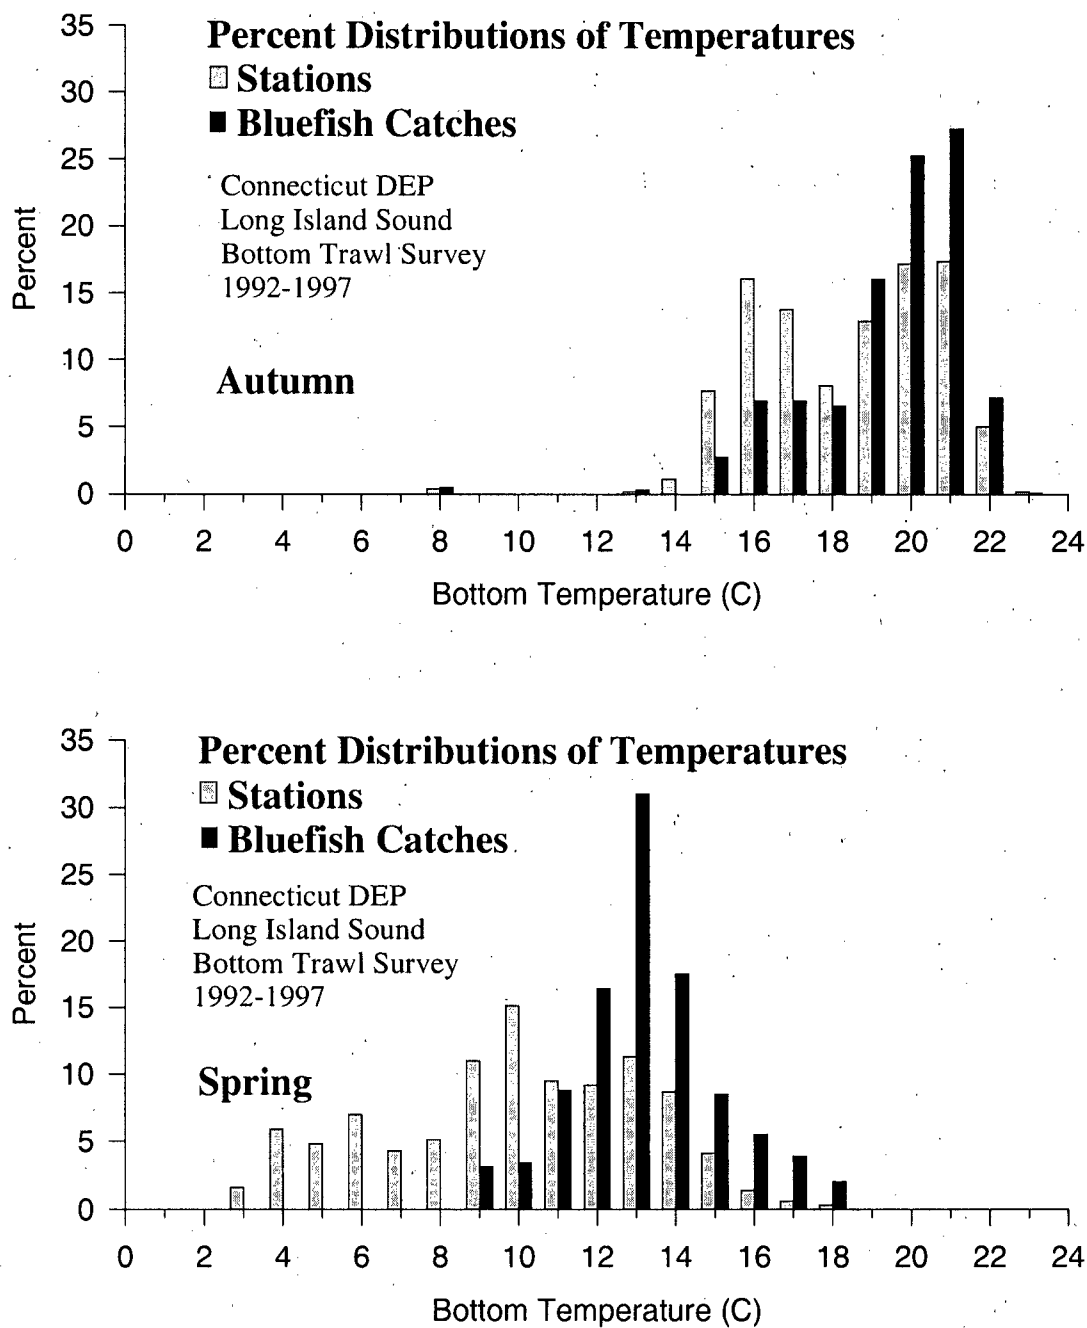 35
Percent Distributions of Temperatures
Stations
30
Bluefish Catches
25
Connecticut DEP
Long Island Sound
Bottom Trawl Survey
1992-1997
20
Percent
15
10
Autumn
5
0
0 2 4 6 8 10 12 14 16 18 20 22 24
Bottom Temperature (C)
35
Percent Distributions of Temperatures
Stations
30
Bluefish Catches
25
Connecticut DEP
Long Island Sound
Bottom Trawl Survey
1992-1997
20
Percent
15
10
Spring
5
0
0 2 4 6 8 10 12 14 16 18 20 22 24
Bottom Temperature (C)